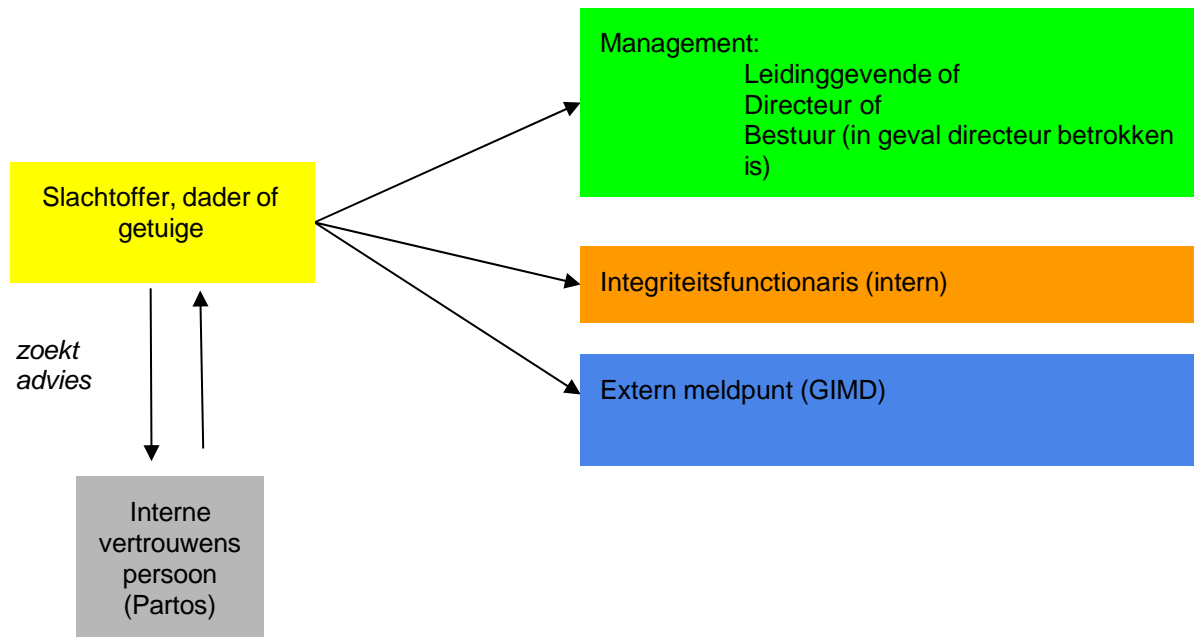 Management:
Leidinggevende of
Directeur of
Bestuur (in geval directeur betrokken
is)
Slachtoffer, dader of
getuige
Integriteitsfunctionaris (intern)
zoekt
advies
Extern meldpunt (GIMD)
Interne
vertrouwens
persoon
(Partos)